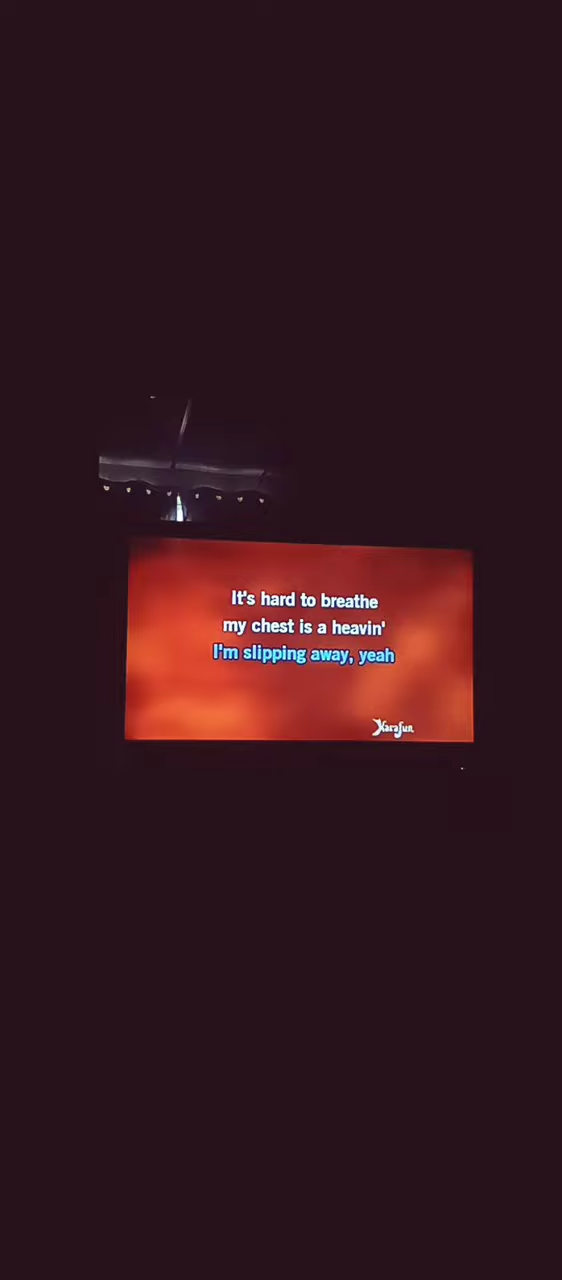 It's hard to breathe
my chest is a heavin'
I'm slipping away, yeah
KaraFun